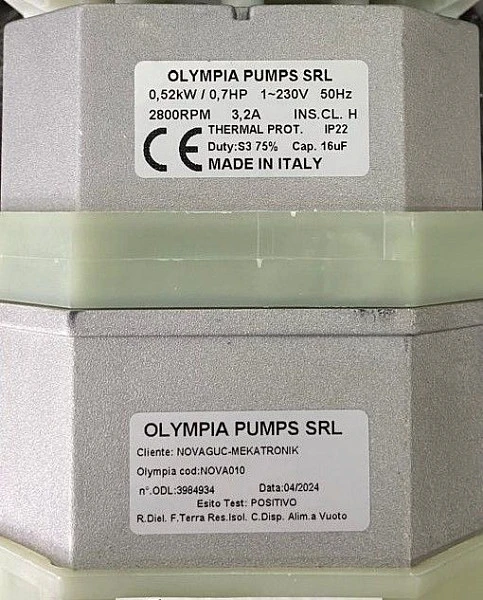 OLYMPIA PUMPS SRL
0,52kW / 0,7HP 1~230V 50Hz
2800RPM 3,2A INS.CL. H
THERMAL PROT. IP22
CE Duty:S3 75% Cap. 16uF
MADE IN ITALY
OLYMPIA PUMPS SRL
Cliente: NOVAGUC-MEKATRONIK
Olympia cod:NOVA010
n°.ODL:3984934 Data:04/2024
Esito Test: POSITIVO
R.Diel. F.Terra Res.Isol. C.Disp. Alim.a Vuoto